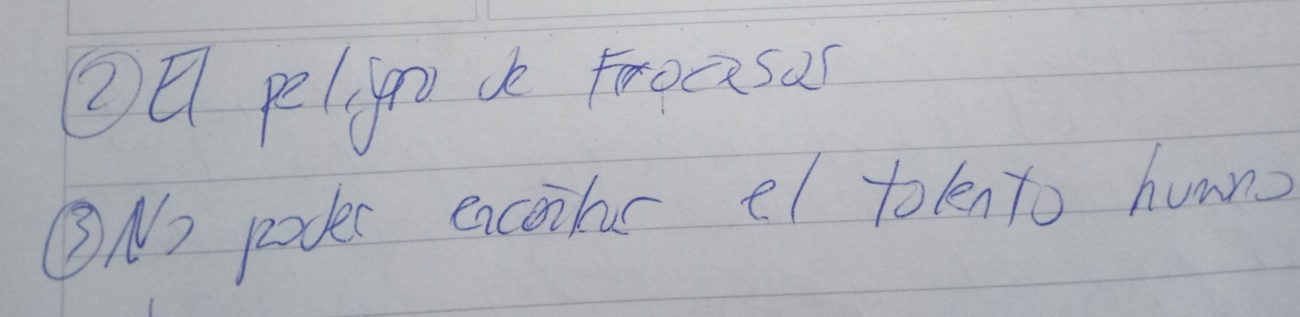 ② El peligro de Fracasar
③ No poder encontrar el talento humano